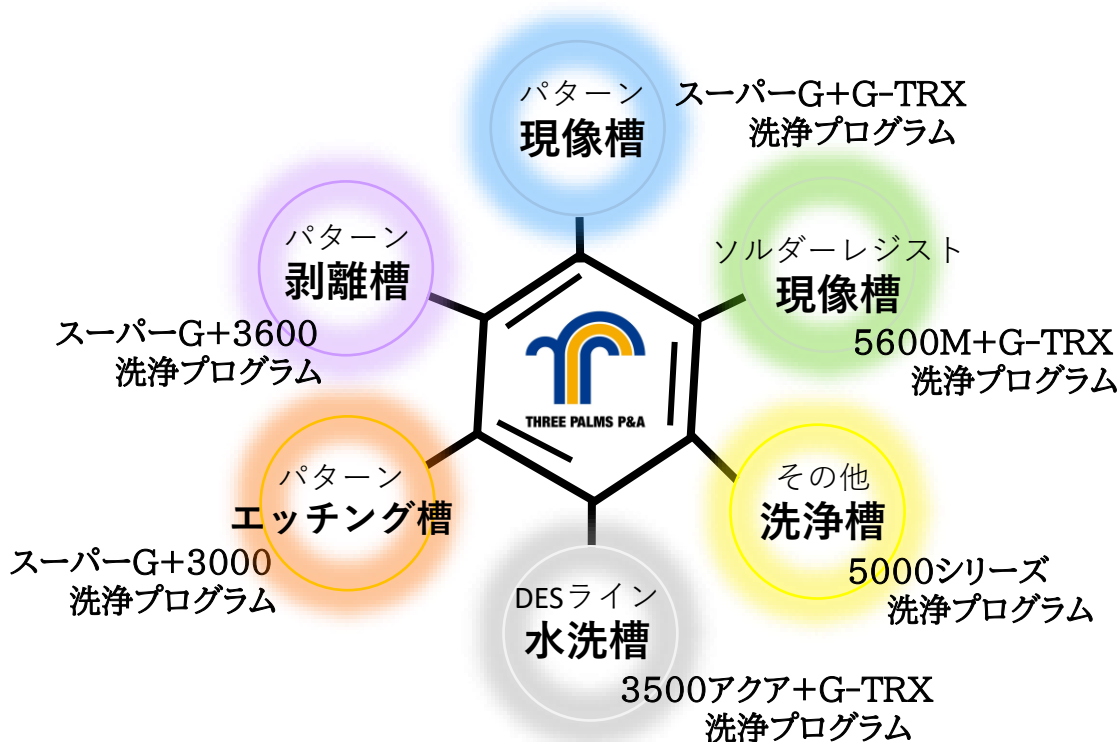 パターン
現像槽
スーパーG+G-TRX
洗浄プログラム
ソルダーレジスト
現像槽
5600M+G-TRX
洗浄プログラム
パターン
剥離槽
スーパーG+3600
洗浄プログラム
THREE PALMS P&A
パターン
エッチング槽
スーパーG+3000
洗浄プログラム
その他
洗浄槽
5000シリーズ
洗浄プログラム
DESライン
水洗槽
3500アクア+G-TRX
洗浄プログラム